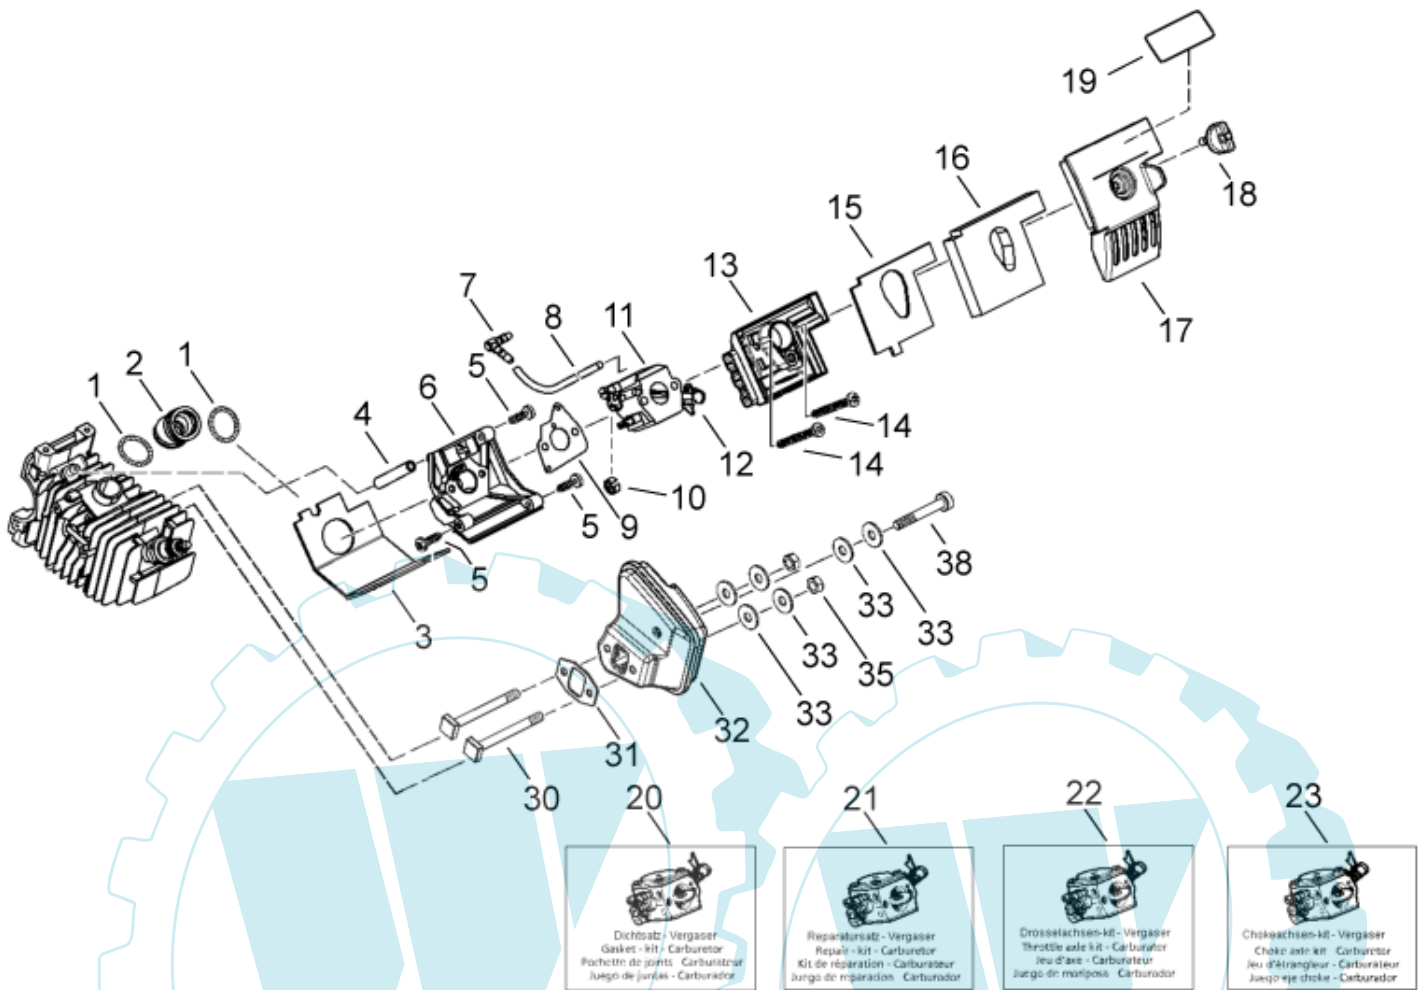 19
16
18
15
13
17
7
8
11
1
2
1
5
6
4
12
14
14
10
9
5
5
3
38
33
33
33
35
33
32
31
30
20
21
22
23
Dichtsatz - Vergaser
Gasket - kit - Carburetor
Pochette de joints - Carburateur
Juego de juntas - Carburador
Reparatursatz - Vergaser
Repair - kit - Carburetor
Kit de réparation - Carburateur
Juego de reparación - Carburador
Drosselachsen-kit - Vergaser
Throttle axle kit - Carburator
Jeu d'axe - Carburateur
Juego de mariposa - Carburador
Chokeachsen-kit - Vergaser
Choke axle kit - Carburetor
Jeu d'étrangleur - Carburateur
Juego eje choke - Carburador